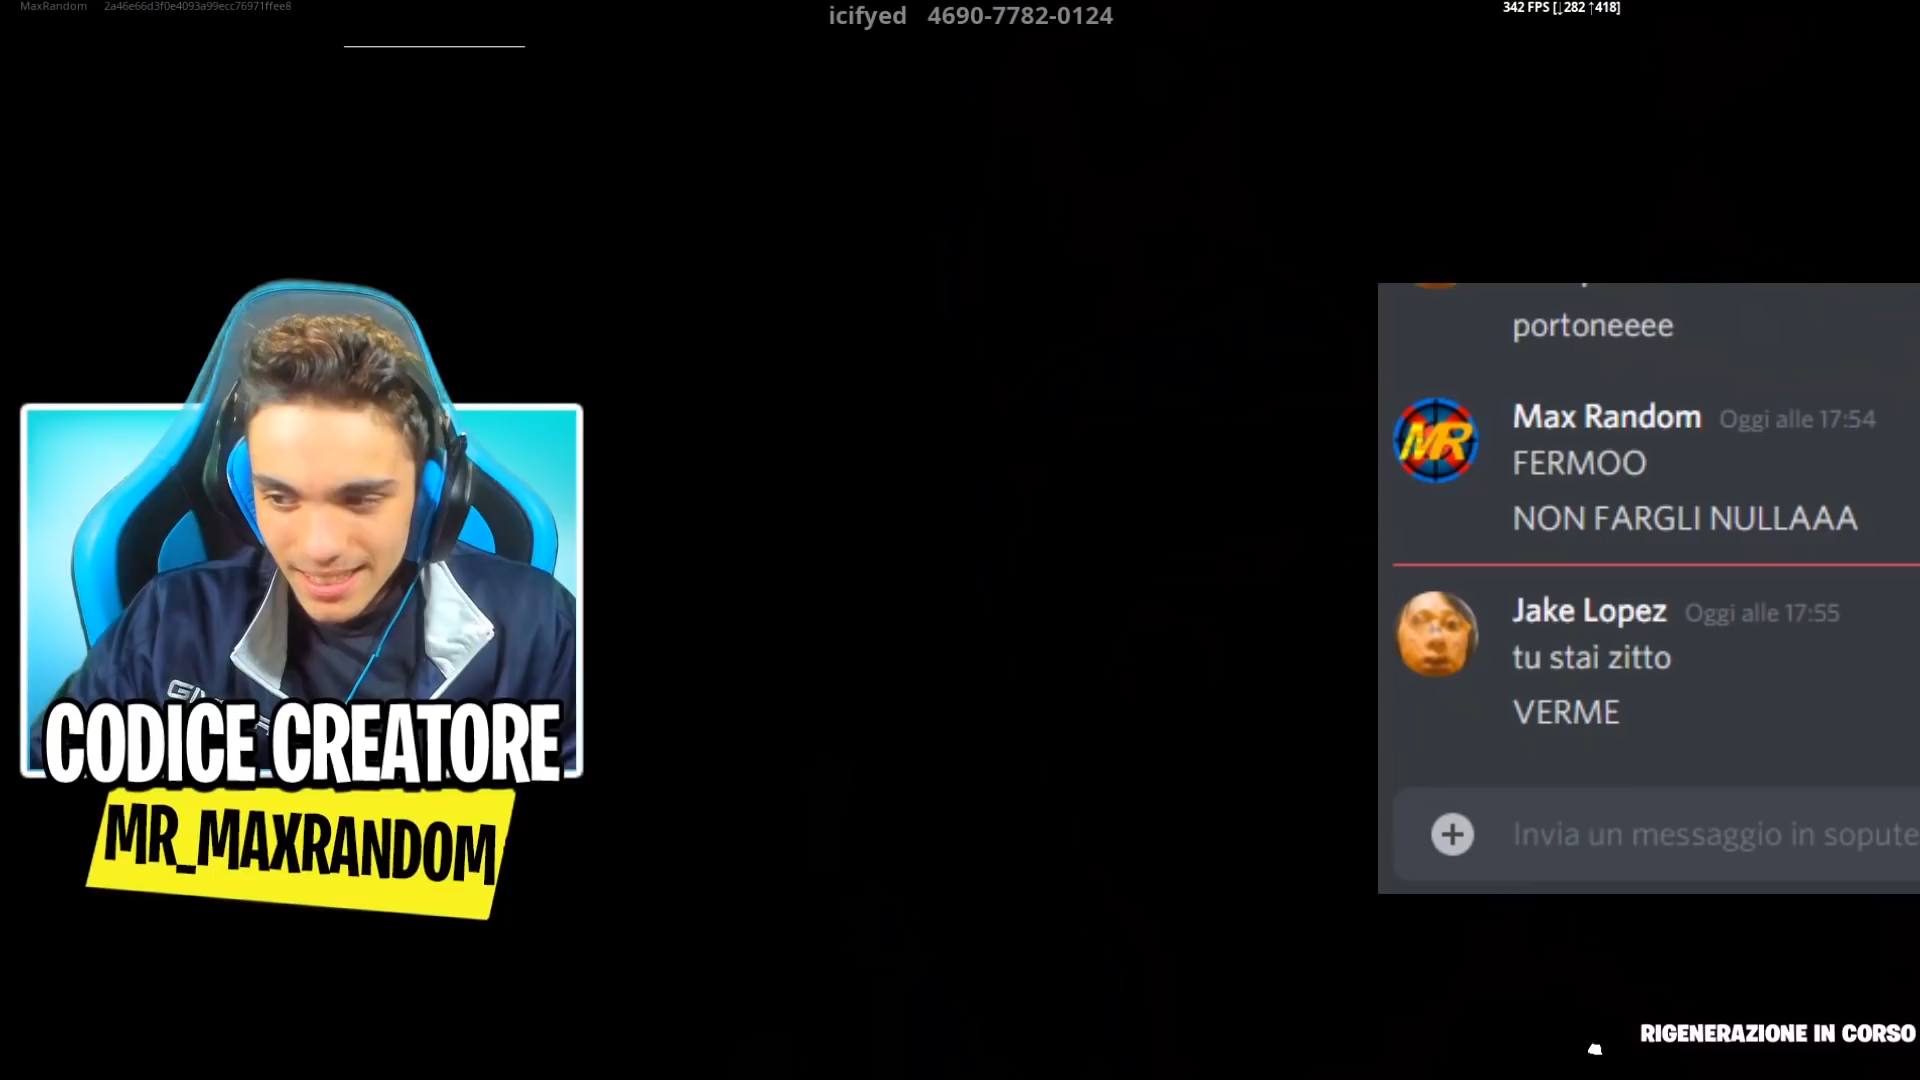 MaxRandom 2a46e66d3f0e4093a99ecc76971ffee8
icifyed 4690-7782-0124
342 FPS [↓282 ↑418]
portoneeee
MR
Max Random Oggi alle 17:54
FERMOO
NON FARGLI NULLAAA
Jake Lopez Oggi alle 17:55
tu stai zitto
VERME
Invia un messaggio in sopute
CODICE CREATORE
MR_MAXRANDOM
RIGENERAZIONE IN CORSO